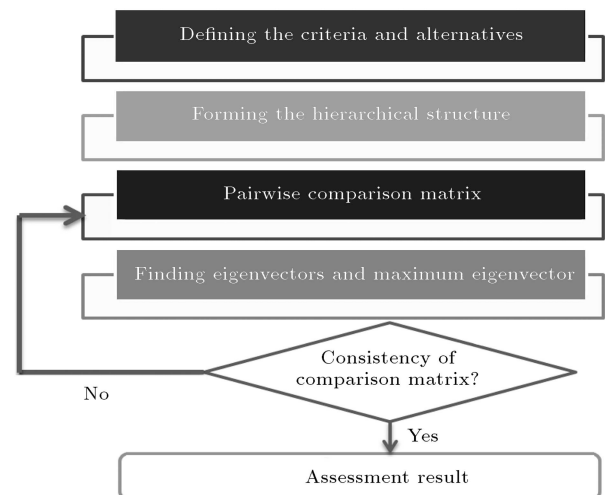 Defining the criteria and alternatives
Forming the hierarchical structure
Pairwise comparison matrix
Finding eigenvectors and maximum eigenvector
Consistency of
comparison matrix?
No
Yes
Assessment result